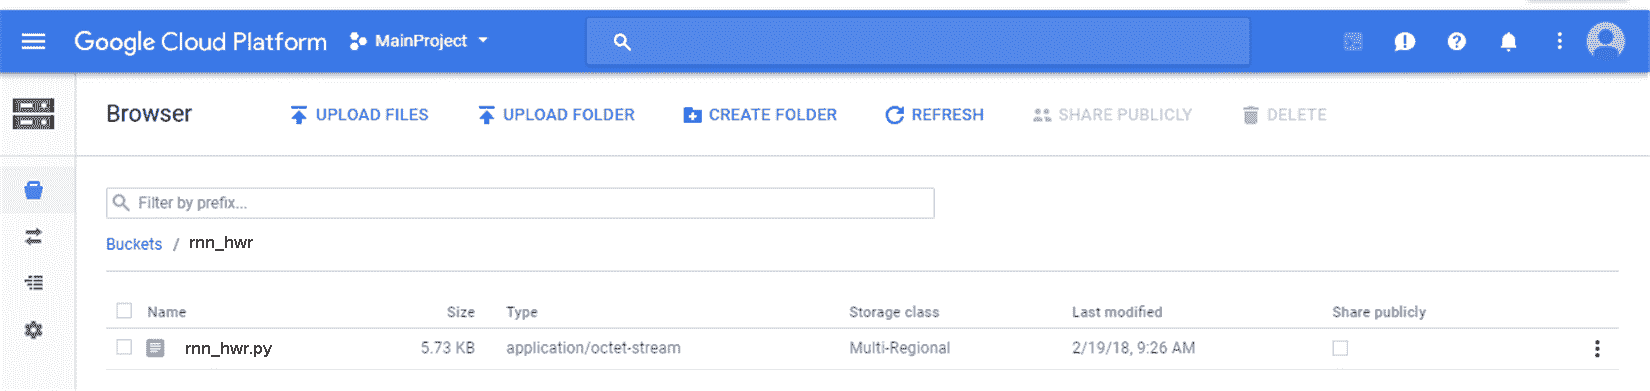 Google Cloud Platform MainProject
Browser UPLOAD FILES UPLOAD FOLDER CREATE FOLDER REFRESH SHARE PUBLICLY DELETE
Filter by prefix...
Buckets / rnn_hwr
Name Size Type Storage class Last modified Share publicly
rnn_hwr.py 5.73 KB application/octet-stream Multi-Regional 2/19/18, 9:26 AM